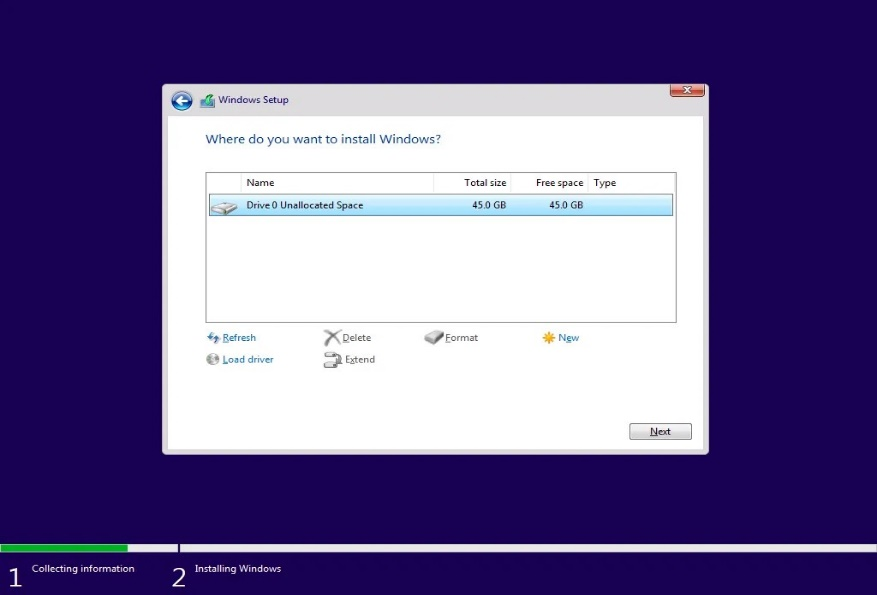 Windows Setup
Where do you want to install Windows?
Name Total size Free space Type
Drive 0 Unallocated Space 45.0 GB 45.0 GB
Refresh Delete Format New
Load driver Extend
Next
1 Collecting information 2 Installing Windows